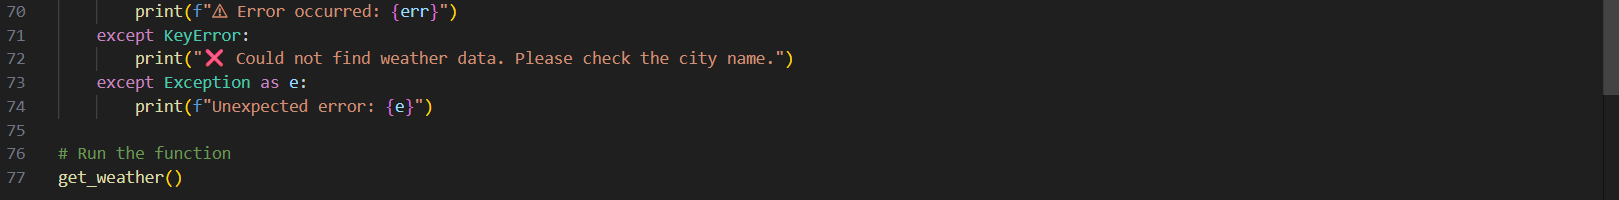 70 print(f"⚠ Error occurred: {err}")
71 except KeyError:
72 print("❌ Could not find weather data. Please check the city name.")
73 except Exception as e:
74 print(f"Unexpected error: {e}")
75
76 # Run the function
77 get_weather()